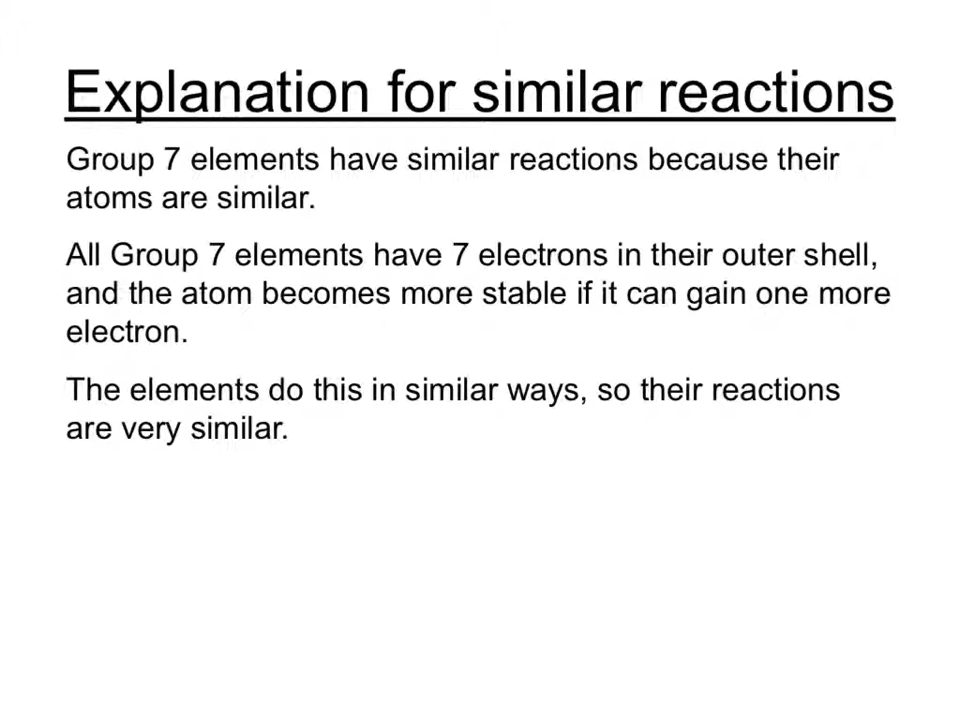 Explanation for similar reactions
Group 7 elements have similar reactions because their
atoms are similar.
All Group 7 elements have 7 electrons in their outer shell,
and the atom becomes more stable if it can gain one more
electron.
The elements do this in similar ways, so their reactions
are very similar.